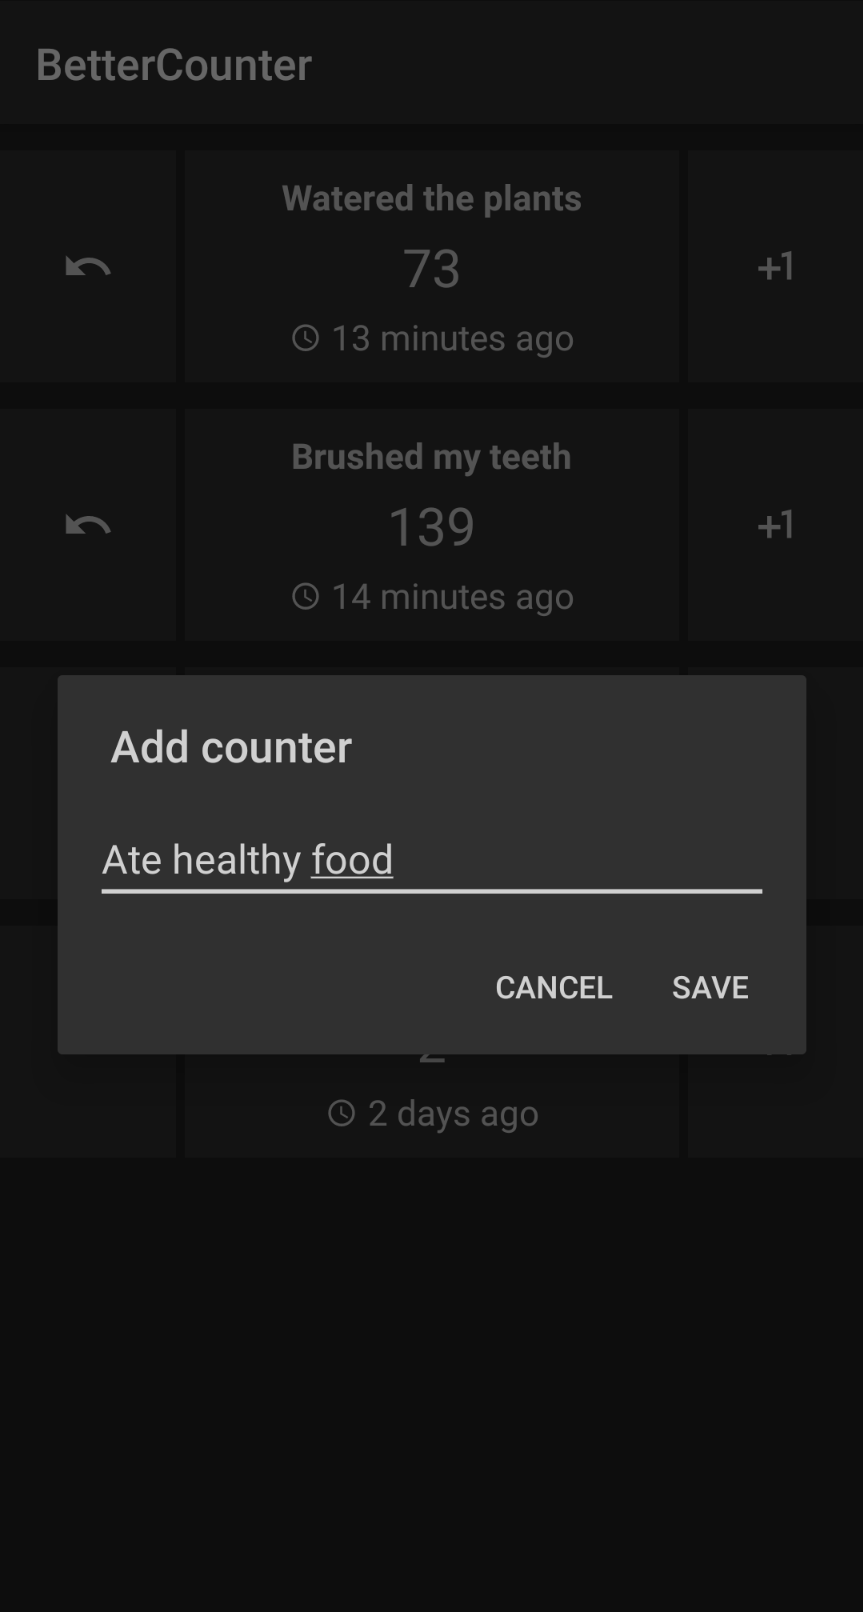 BetterCounter
Watered the plants
73
+1
13 minutes ago
Brushed my teeth
139
+1
14 minutes ago
Add counter
Ate healthy food
CANCEL SAVE
2 days ago